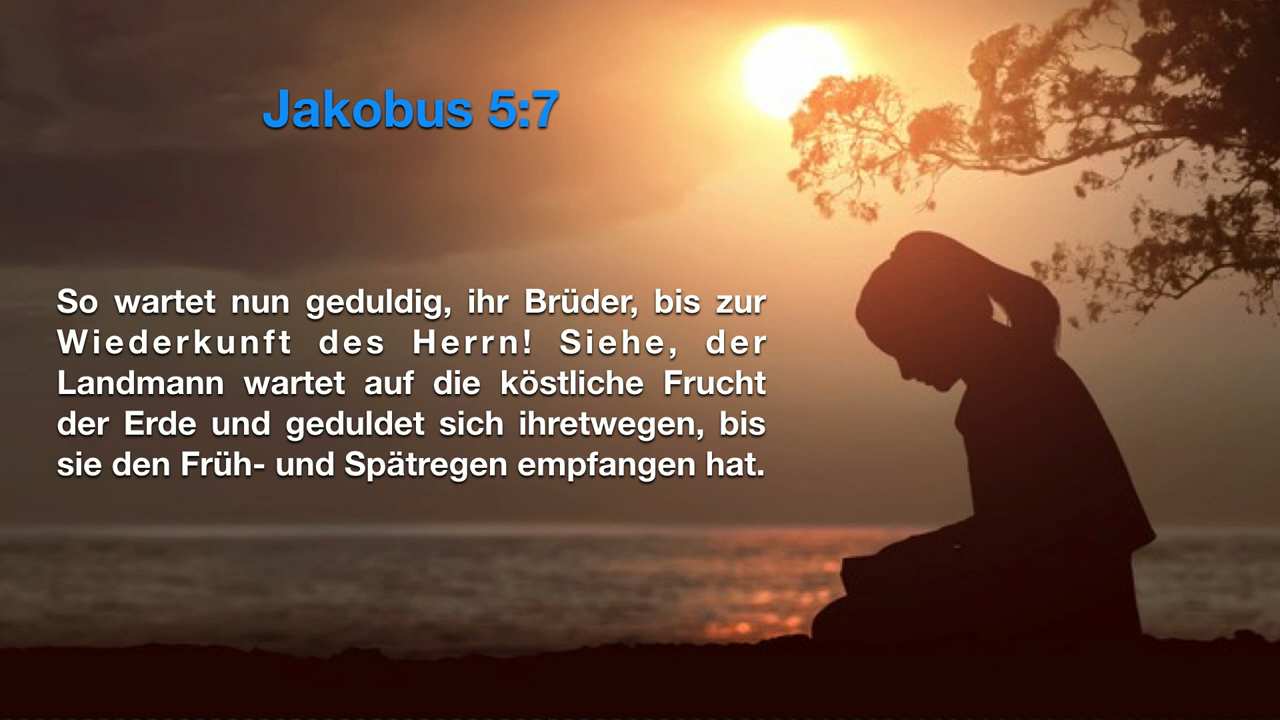 Jakobus 5:7
So wartet nun geduldig, ihr Brüder, bis zur
Wiederkunft des Herrn! Siehe, der
Landmann wartet auf die köstliche Frucht
der Erde und geduldet sich ihretwegen, bis
sie den Früh- und Spätregen empfangen hat.